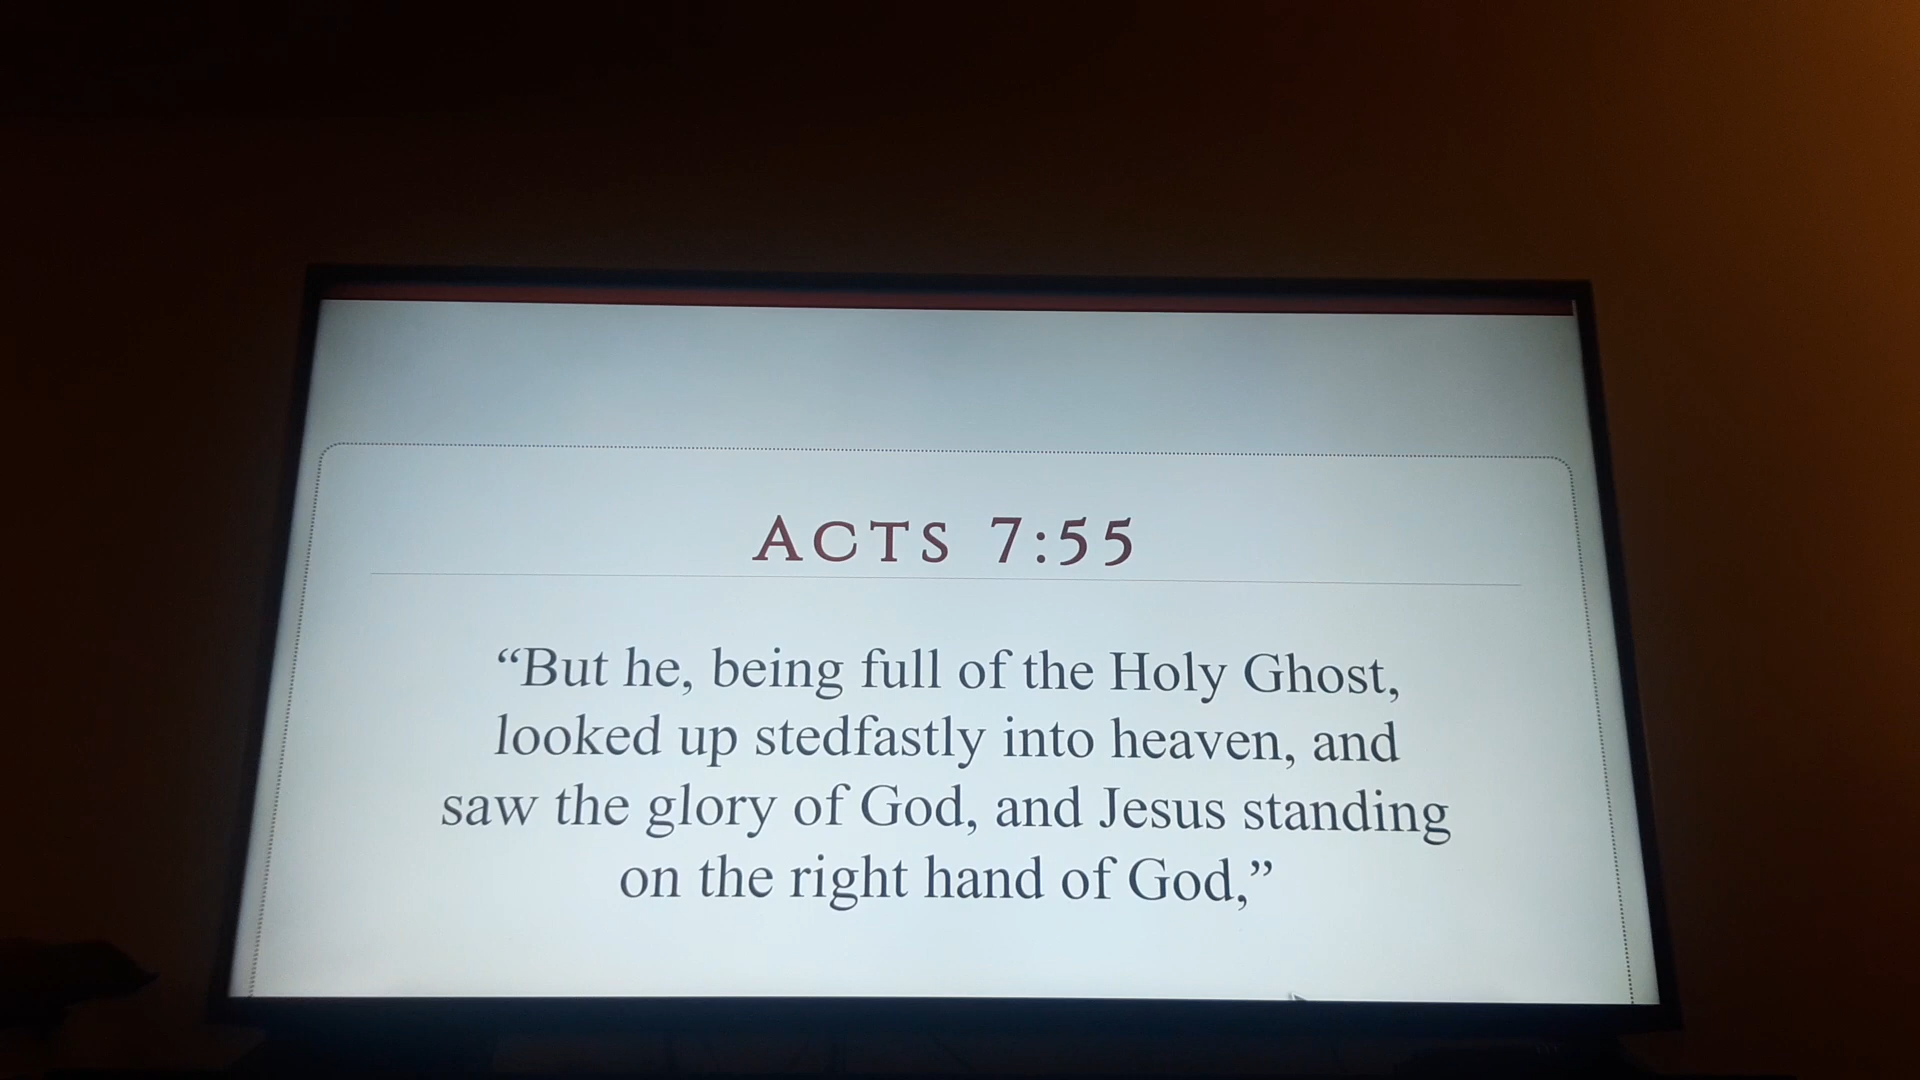 ACTS 7:55
“But he, being full of the Holy Ghost,
looked up stedfastly into heaven, and
saw the glory of God, and Jesus standing
on the right hand of God,”